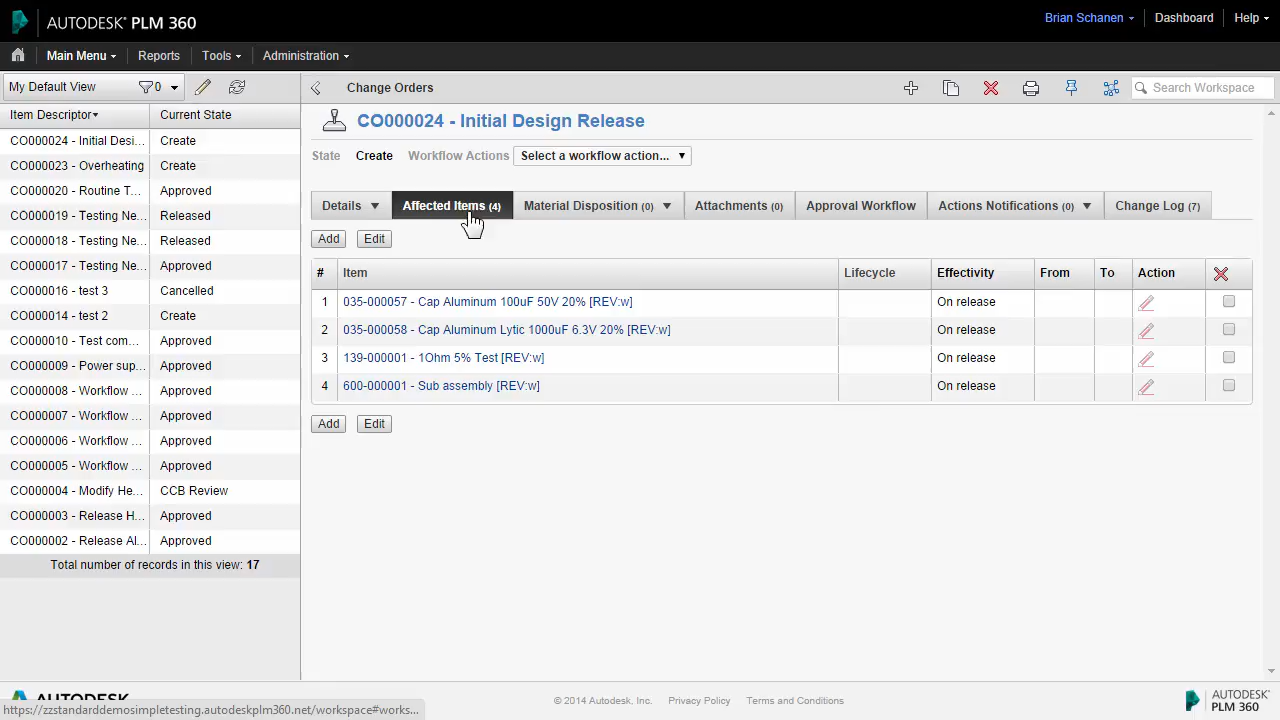 AUTODESK® PLM 360
Brian Schanen
Dashboard
Help
Main Menu
Reports
Tools
Administration
My Default View
0
Change Orders
Search Workspace
Item Descriptor
Current State
CO000024 - Initial Desi...
Create
CO000023 - Overheating
Create
CO000020 - Routine T...
Approved
CO000019 - Testing Ne...
Released
CO000018 - Testing Ne...
Released
CO000017 - Testing Ne...
Approved
CO000016 - test 3
Cancelled
CO000014 - test 2
Create
CO000010 - Test com...
Approved
CO000009 - Power sup...
Approved
CO000008 - Workflow ...
Approved
CO000007 - Workflow ...
Approved
CO000006 - Workflow ...
Approved
CO000005 - Workflow ...
Approved
CO000004 - Modify He...
CCB Review
CO000003 - Release H...
Approved
CO000002 - Release Al...
Approved
Total number of records in this view: 17
CO000024 - Initial Design Release
State
Create
Workflow Actions
Select a workflow action...
Details
Affected Items (4)
Material Disposition (0)
Attachments (0)
Approval Workflow
Actions Notifications (0)
Change Log (7)
Add
Edit
# Item Lifecycle Effectivity From To Action
1 035-000057 - Cap Aluminum 100uF 50V 20% [REV:w] On release
2 035-000058 - Cap Aluminum Lytic 1000uF 6.3V 20% [REV:w] On release
3 139-000001 - 1Ohm 5% Test [REV:w] On release
4 600-000001 - Sub assembly [REV:w] On release
Add
Edit
AUTODESK
https://zzstandarddemosimpletesting.autodeskplm360.net/workspace#works...
© 2014 Autodesk, Inc.
Privacy Policy
Terms and Conditions
AUTODESK®
PLM 360